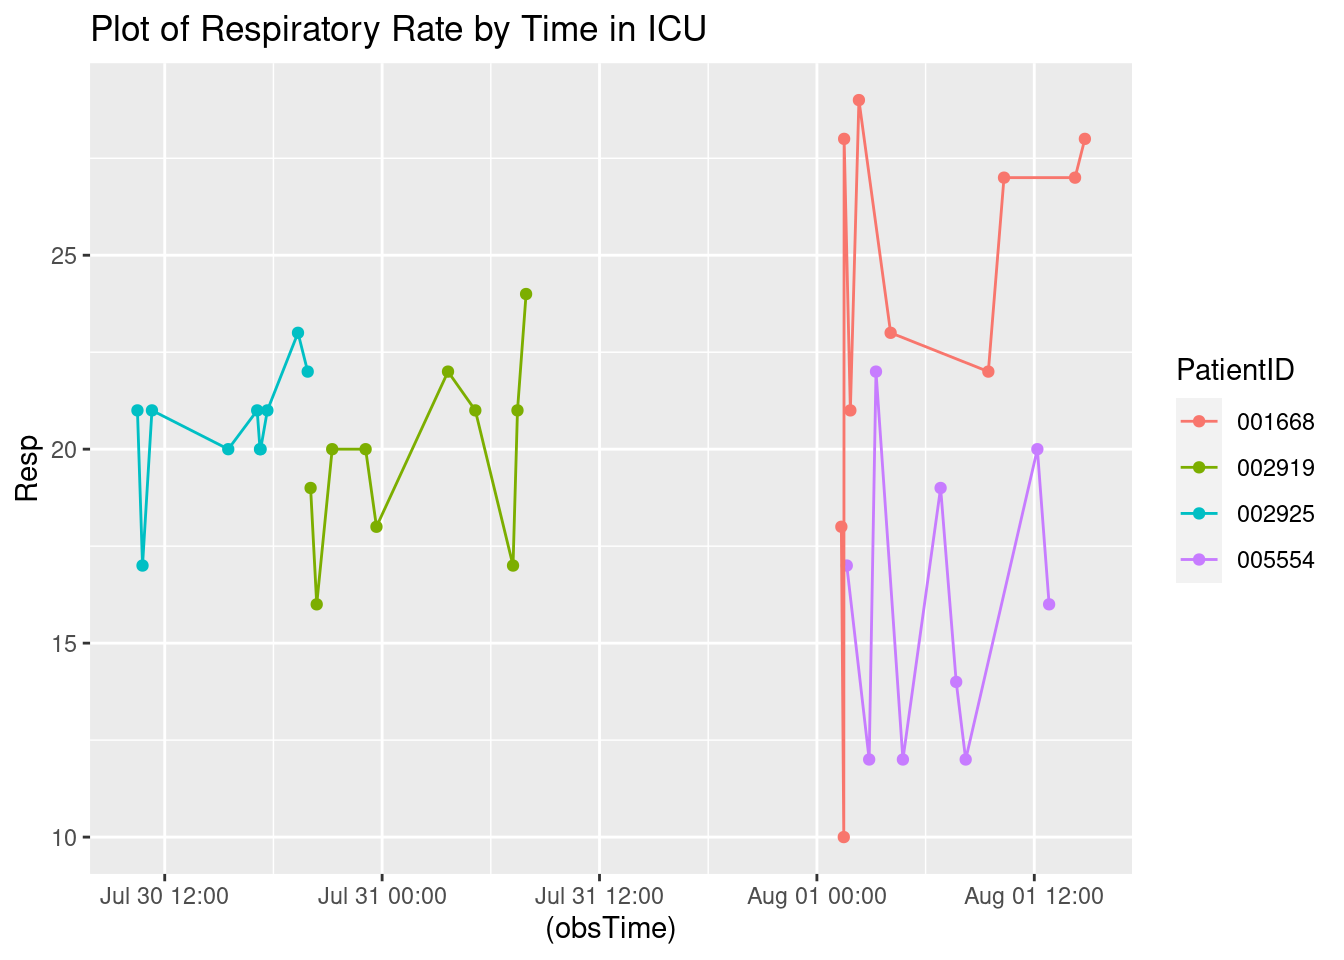 Plot of Respiratory Rate by Time in ICU
Resp
25
20
15
10
Jul 30 12:00
Jul 31 00:00
Jul 31 12:00
Aug 01 00:00
Aug 01 12:00
(obsTime)
PatientID
001668
002919
002925
005554